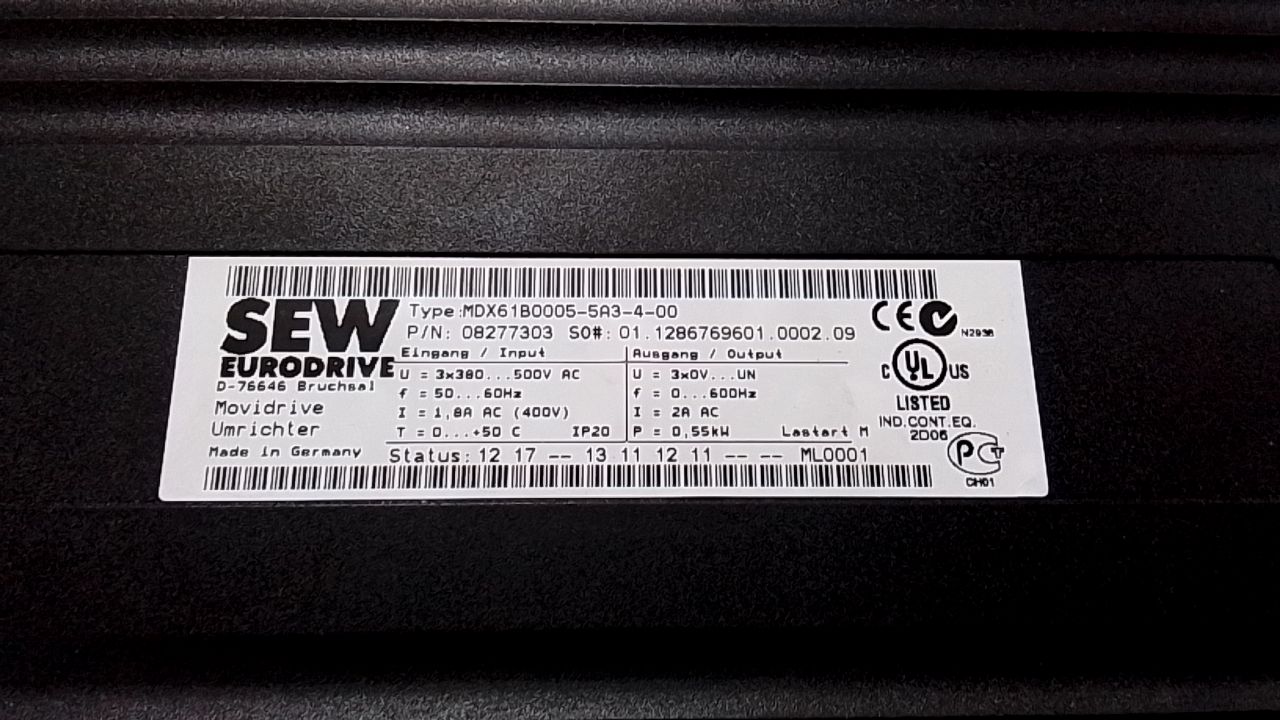 SEW
EURODRIVE
D-76646 Bruchsal
Movidrive
Umrichter
Made in Germany
Type:MDX61B0005-5A3-4-00
P/N: 08277303 SO#: 01.1286769601.0002.09
Eingang / Input
U = 3x380...500V AC
f = 50...60Hz
I = 1,8A AC (400V)
T = 0...+50 C IP20
Ausgang / Output
U = 3x0V...UN
f = 0...600Hz
I = 2A AC
P = 0,55kW Lastart M
Status: 12 17 -- 13 11 12 11 -- -- ML0001
CE
N2936
C UL US
LISTED
IND.CONT.EQ.
2D06